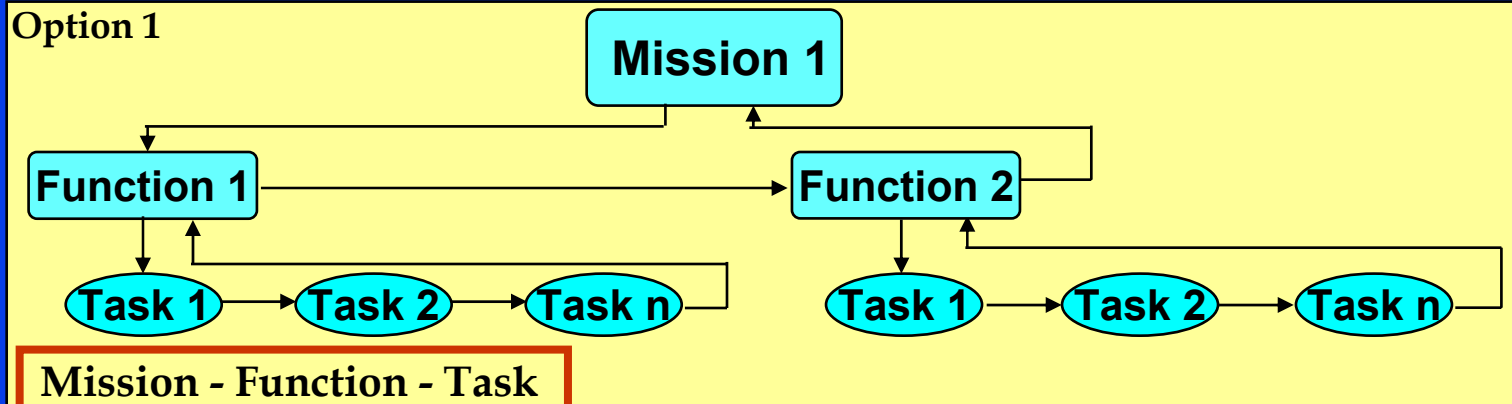 Option 1
Mission 1
Function 1
Function 2
Task 1
Task 2
Task n
Task 1
Task 2
Task n
Mission - Function - Task